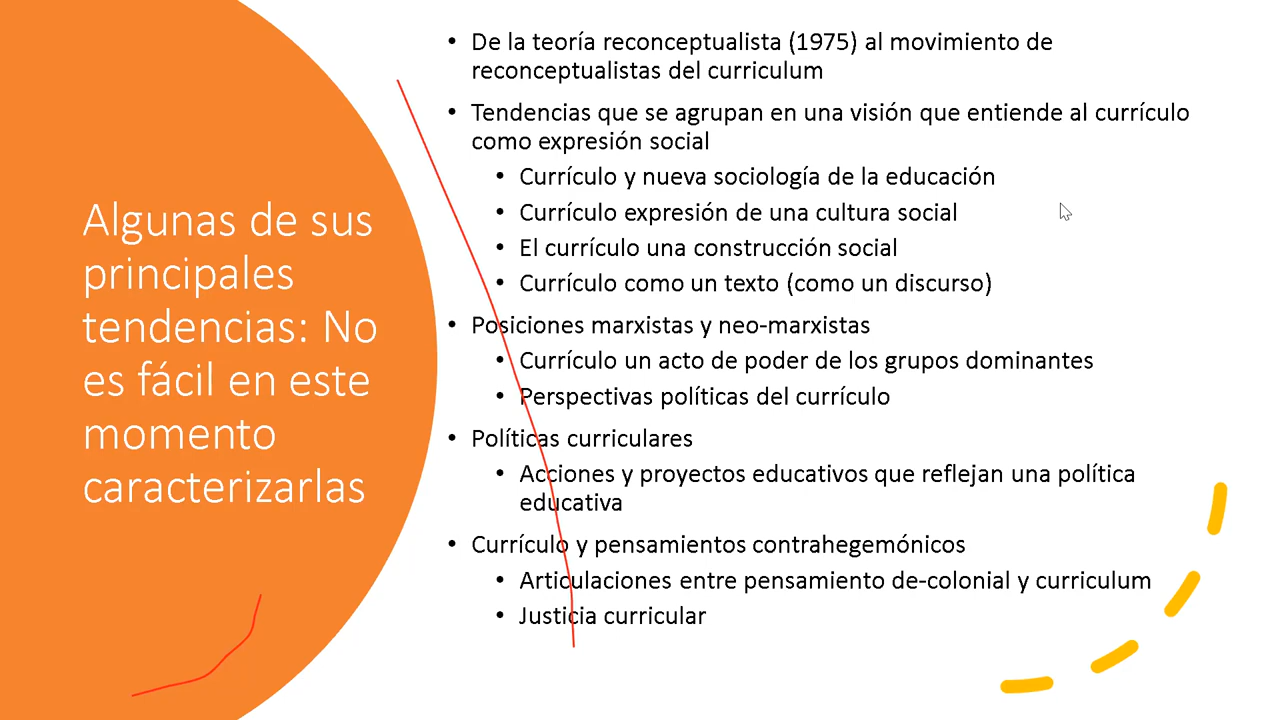 Algunas de sus
principales
tendencias: No
es fácil en este
momento
caracterizarlas
• De la teoría reconceptualista (1975) al movimiento de
reconceptualistas del curriculum
• Tendencias que se agrupan en una visión que entiende al currículo
como expresión social
• Currículo y nueva sociología de la educación
• Currículo expresión de una cultura social
• El currículo una construcción social
• Currículo como un texto (como un discurso)
• Posiciones marxistas y neo-marxistas
• Currículo un acto de poder de los grupos dominantes
• Perspectivas políticas del currículo
• Políticas curriculares
• Acciones y proyectos educativos que reflejan una política
educativa
• Currículo y pensamientos contrahegemónicos
• Articulaciones entre pensamiento de-colonial y curriculum
• Justicia curricular